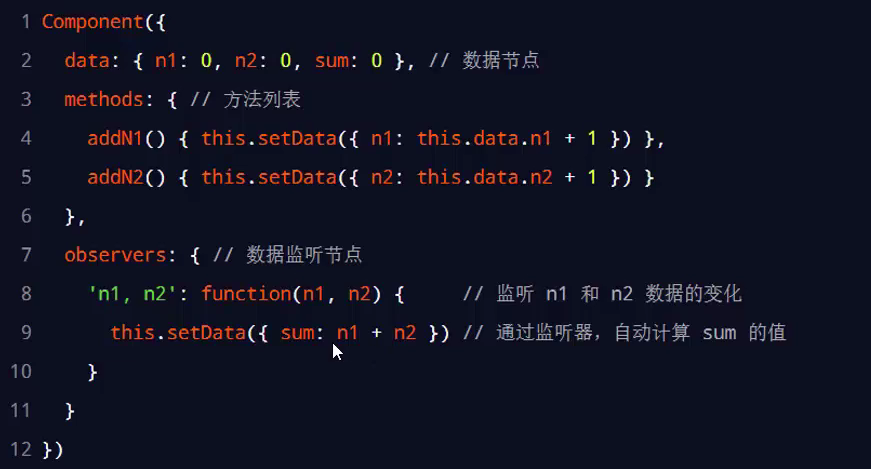 1 Component({
2 data: { n1: 0, n2: 0, sum: 0 }, // 数据节点
3 methods: { // 方法列表
4 addN1() { this.setData({ n1: this.data.n1 + 1 }) },
5 addN2() { this.setData({ n2: this.data.n2 + 1 }) }
6 },
7 observers: { // 数据监听节点
8 'n1, n2': function(n1, n2) { // 监听 n1 和 n2 数据的变化
9 this.setData({ sum: n1 + n2 }) // 通过监听器，自动计算 sum 的值
10 }
11 }
12 })